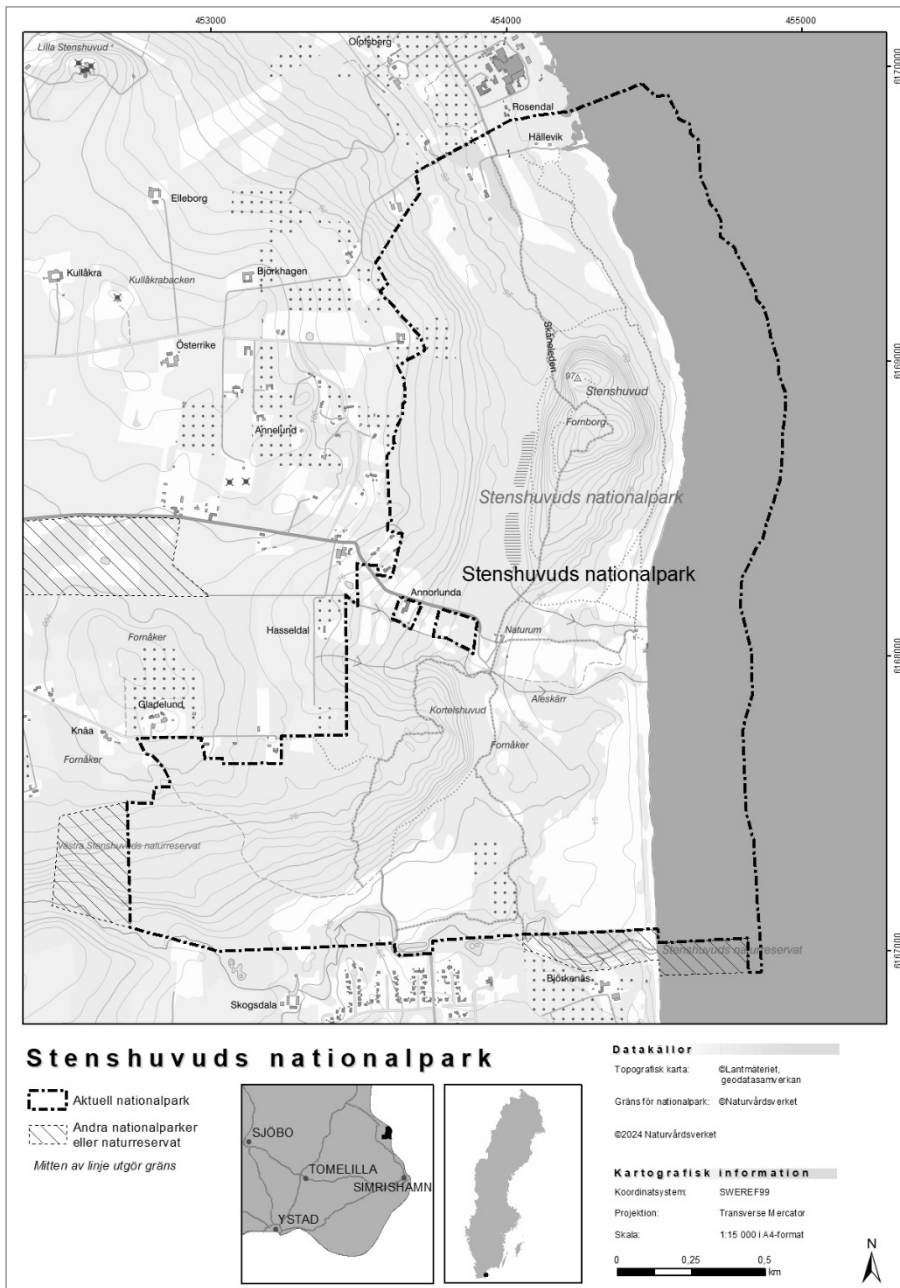 453000
454000
455000
Lilla Stenshuvud
Olofsberg
6170000
Rosendal
Hällevik
Elleborg
Kullåkra
Björkhagen
Kullåkrabacken
Österrike
Skåneleden
6169000
97
Stenshuvud
Annelund
Fornborg
Stenshuvuds nationalpark
Stenshuvuds nationalpark
Annorlunda
Hasseldal
Naturum
Fornåker
6168000
Aleskärr
Gladelund
Kortelshuvud
Knäa
Fornåker
Fornåker
Västra Stenshuvuds naturreservat
6167000
Stenshuvuds naturreservat
Björkenäs
Skogsdala
Stenshuvuds nationalpark
Aktuell nationalpark
Andra nationalparker
eller naturreservat
Mitten av linje utgör gräns
SJÖBO
TOMELILLA
SIMRISHAMN
YSTAD
Datakällor
Topografisk karta: ©Lantmäteriet,
geodatasamverkan
Gräns för nationalpark: ©Naturvårdsverket
©2024 Naturvårdsverket
Kartografisk information
Koordinatsystem: SWEREF99
Projektion: Transverse Mercator
Skala: 1:15 000 i A4-format
0 0,25 0,5
km
N